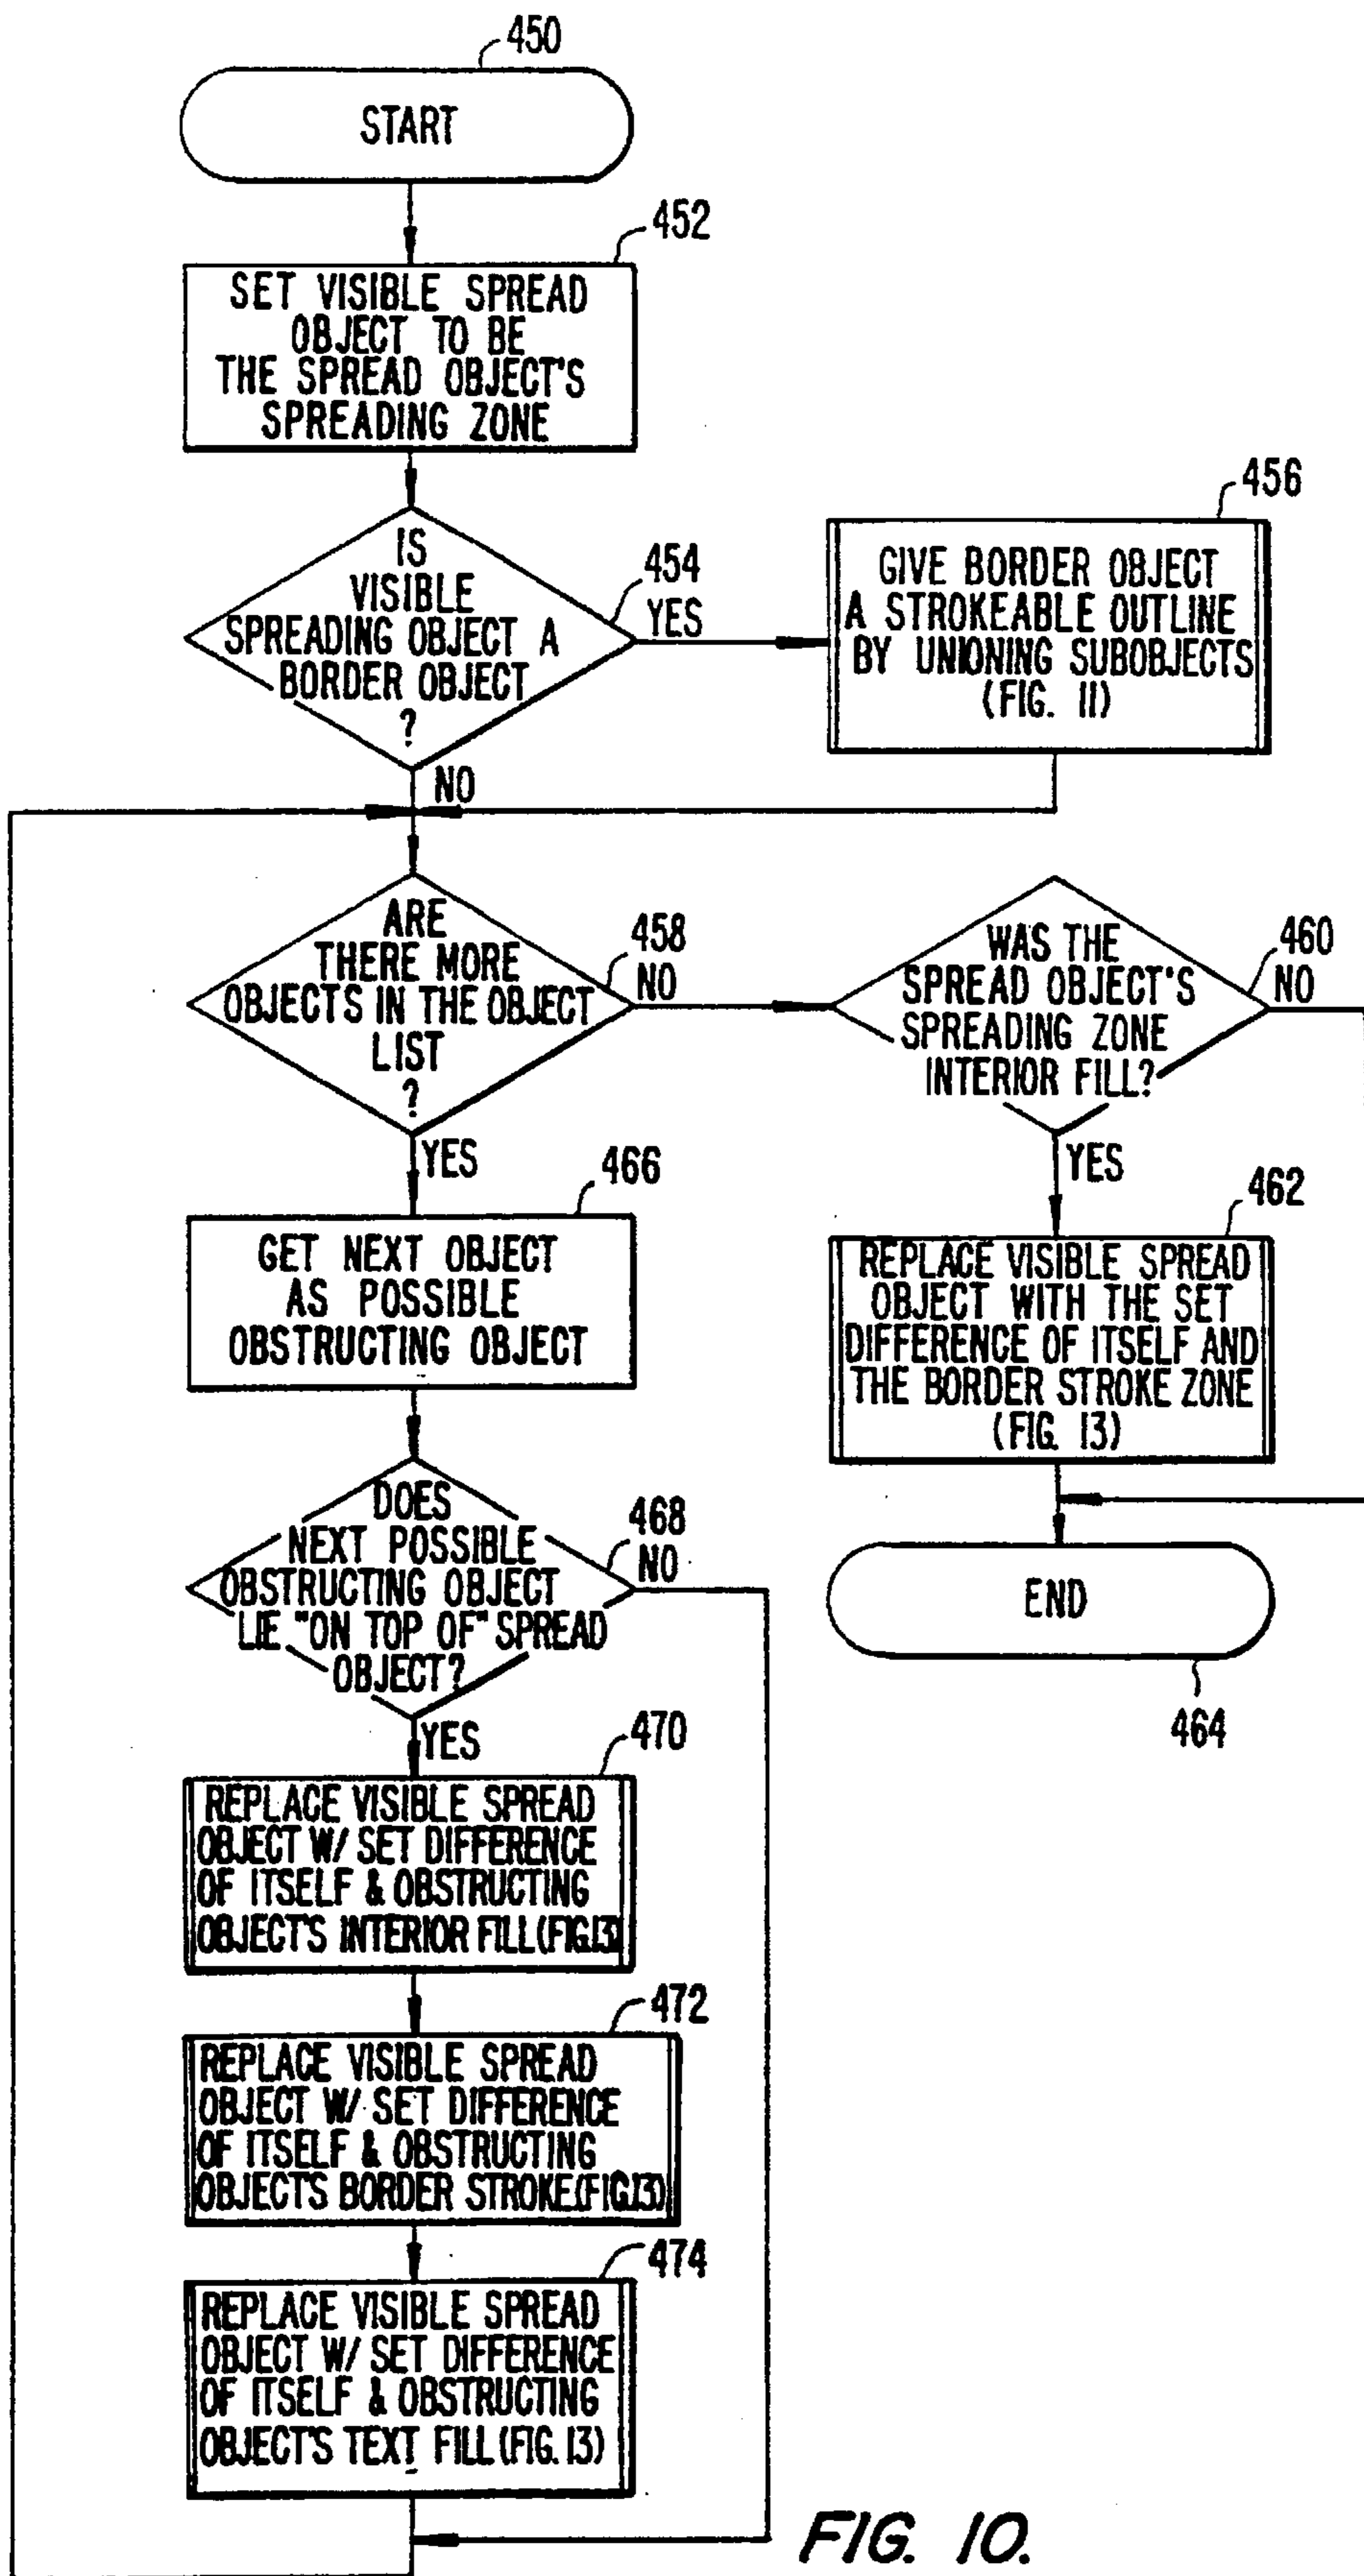 450
START
452
SET VISIBLE SPREAD
OBJECT TO BE
THE SPREAD OBJECT'S
SPREADING ZONE
IS
VISIBLE
SPREADING OBJECT A
BORDER OBJECT
?
454
YES
456
GIVE BORDER OBJECT
A STROKEABLE OUTLINE
BY UNIONING SUBOBJECTS
(FIG. 11)
NO
ARE
THERE MORE
OBJECTS IN THE OBJECT
LIST
?
458
NO
WAS THE
SPREAD OBJECT'S
SPREADING ZONE
INTERIOR FILL?
460
NO
YES
466
GET NEXT OBJECT
AS POSSIBLE
OBSTRUCTING OBJECT
YES
462
REPLACE VISIBLE SPREAD
OBJECT WITH THE SET
DIFFERENCE OF ITSELF AND
THE BORDER STROKE ZONE
(FIG. 13)
DOES
NEXT POSSIBLE
OBSTRUCTING OBJECT
LIE "ON TOP OF" SPREAD
OBJECT?
468
NO
END
464
YES
470
REPLACE VISIBLE SPREAD
OBJECT W/ SET DIFFERENCE
OF ITSELF & OBSTRUCTING
OBJECT'S INTERIOR FILL (FIG.13)
472
REPLACE VISIBLE SPREAD
OBJECT W/ SET DIFFERENCE
OF ITSELF & OBSTRUCTING
OBJECT'S BORDER STROKE (FIG.13)
474
REPLACE VISIBLE SPREAD
OBJECT W/ SET DIFFERENCE
OF ITSELF & OBSTRUCTING
OBJECT'S TEXT FILL (FIG. 13)
FIG. 10.